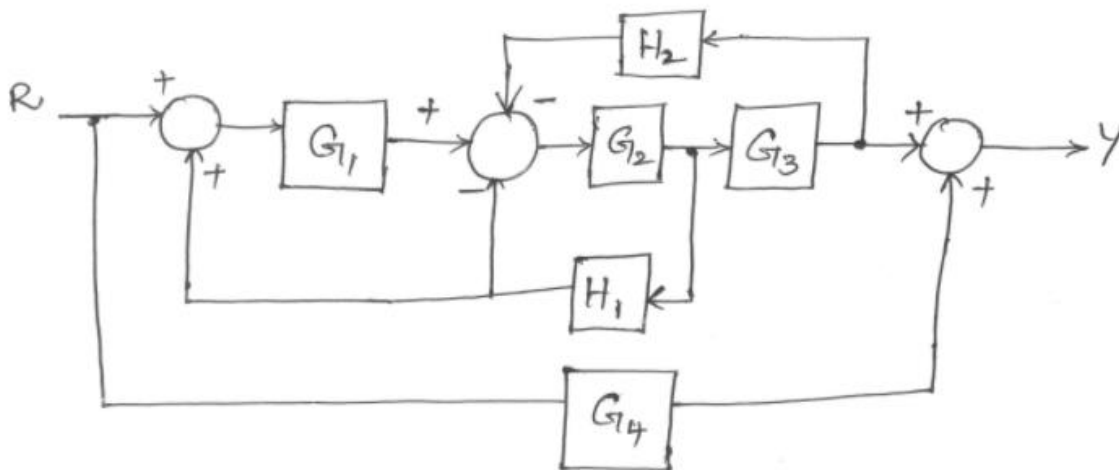 H₂
R + G₁ + - G₂ G₃ + Y
+ - +
H₁
G₄